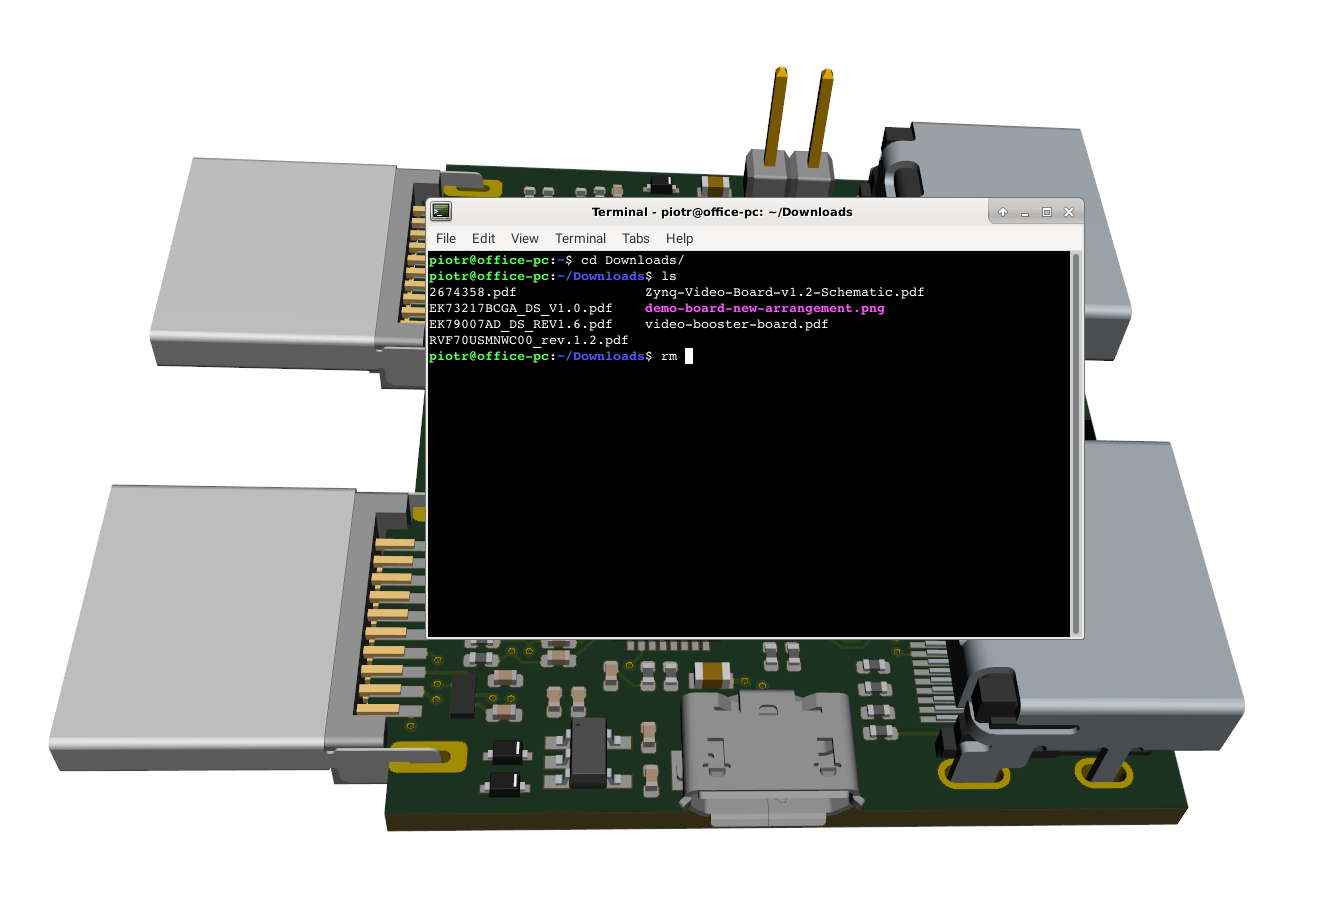 Terminal - piotr@office-pc: ~/Downloads
File Edit View Terminal Tabs Help
piotr@office-pc:~$ cd Downloads/
piotr@office-pc:~/Downloads$ ls
2674358.pdf Zynq-Video-Board-v1.2-Schematic.pdf
EK73217BCGA_DS_V1.0.pdf demo-board-new-arrangement.png
EK79007AD_DS_REV1.6.pdf video-booster-board.pdf
RVF70USMNWC00_rev.1.2.pdf
piotr@office-pc:~/Downloads$ rm